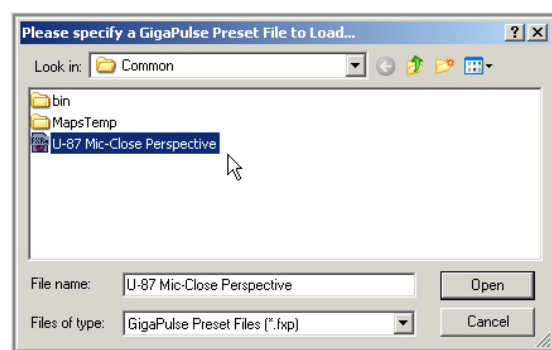 Please specify a GigaPulse Preset File to Load...
Look in: Common
bin
MapsTemp
U-87 Mic-Close Perspective
File name: U-87 Mic-Close Perspective Open
Files of type: GigaPulse Preset Files (*.fxp) Cancel